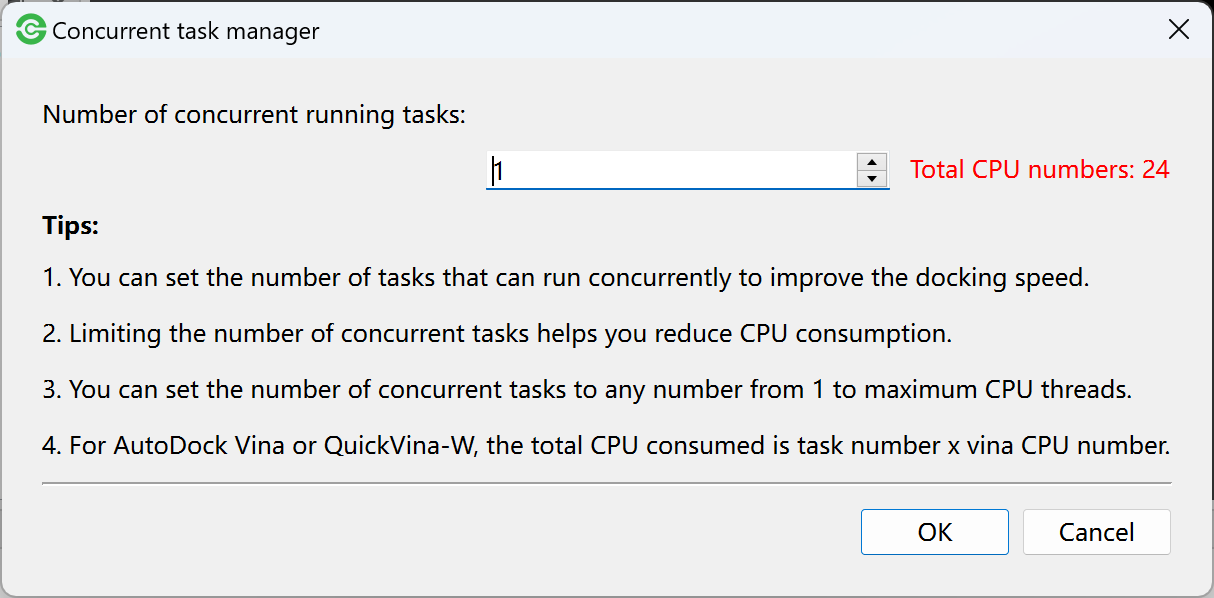 Concurrent task manager
Number of concurrent running tasks:
1 Total CPU numbers: 24
Tips:
1. You can set the number of tasks that can run concurrently to improve the docking speed.
2. Limiting the number of concurrent tasks helps you reduce CPU consumption.
3. You can set the number of concurrent tasks to any number from 1 to maximum CPU threads.
4. For AutoDock Vina or QuickVina-W, the total CPU consumed is task number x vina CPU number.
OK Cancel